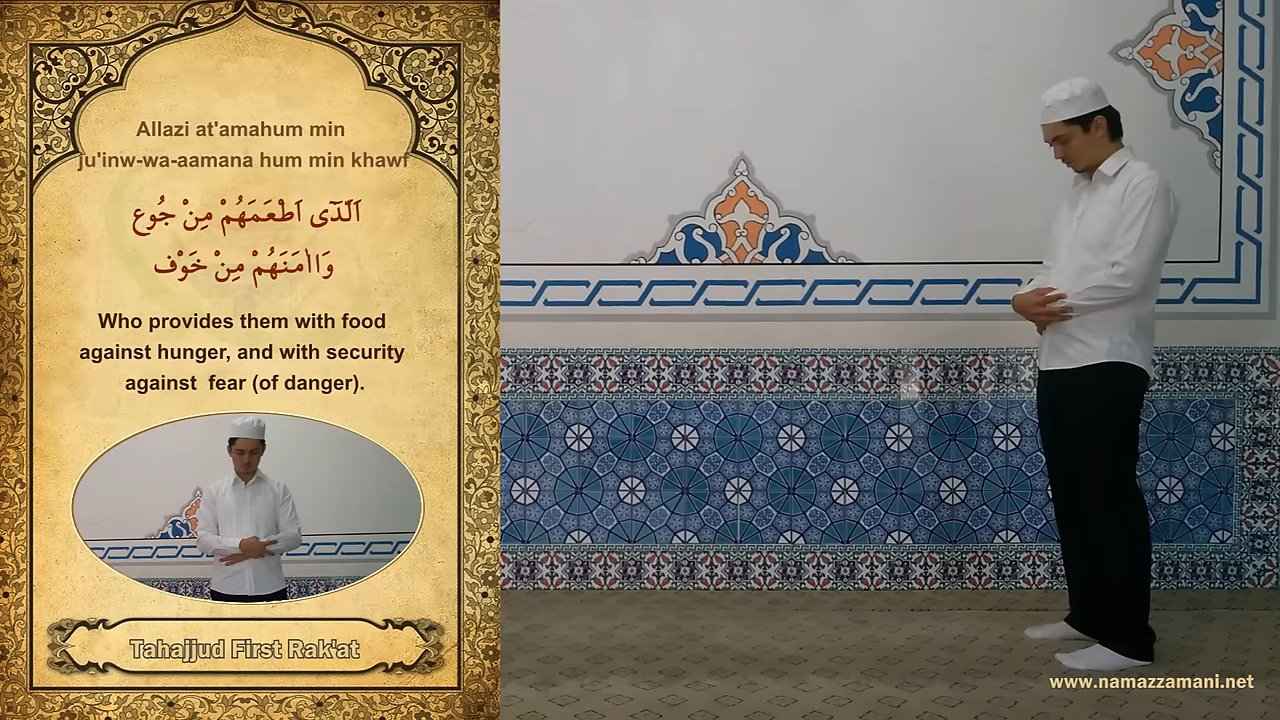 Allazi at'amahum min
ju'inw-wa-aamana hum min khawf
اَلَّذٓى اَطْعَمَهُمْ مِنْ جُوعٍ
وَاٰمَنَهُمْ مِنْ خَوْفٍ
Who provides them with food
against hunger, and with security
against fear (of danger).
Tahajjud First Rak'at
www.namazzamani.net